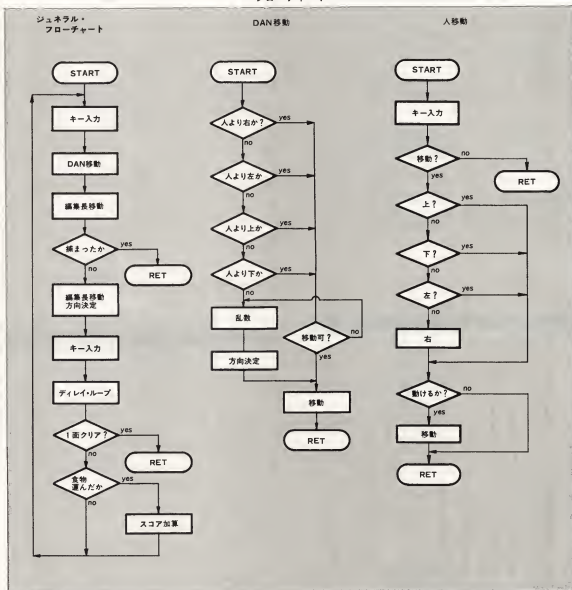 ジェネラル・
フローチャート
START
キー入力
DAN移動
編集長移動
捕まったか
yes
RET
no
編集長移動
方向決定
キー入力
ディレイ・ループ
1面クリア?
yes
RET
no
食物
運んだか
yes
no
スコア加算
DAN移動
START
人より右か?
yes
no
人より左か
yes
no
人より上か
yes
no
人より下か
yes
no
乱数
移動可?
no
yes
方向決定
移動
RET
人移動
START
キー入力
移動?
no
yes
RET
上?
yes
no
下?
yes
no
左?
yes
no
右
動けるか?
no
yes
移動
RET